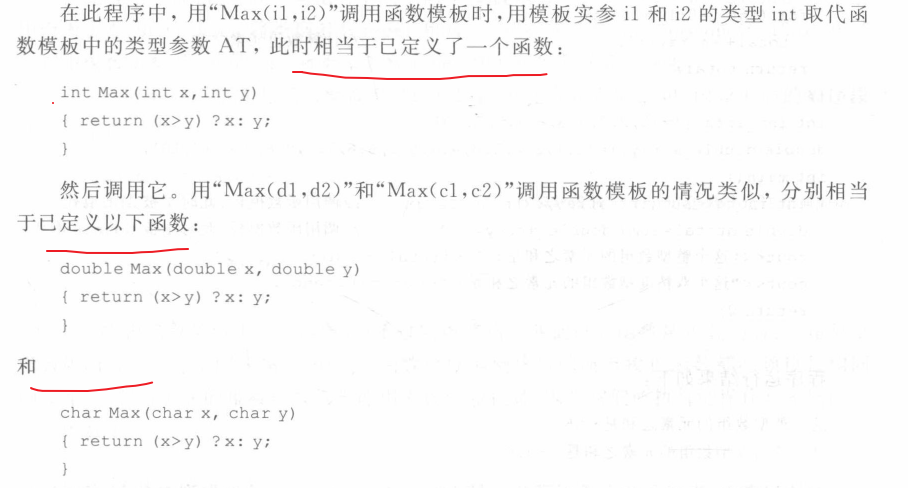 在此程序中，用“Max(i1,i2)”调用函数模板时，用模板实参 i1 和 i2 的类型 int 取代函
数模板中的类型参数 AT，此时相当于已定义了一个函数：
int Max(int x,int y)
{ return (x>y) ?x: y;
}
然后调用它。用“Max(d1,d2)”和“Max(c1,c2)”调用函数模板的情况类似，分别相当
于已定义以下函数：
double Max(double x, double y)
{ return (x>y) ?x: y;
}
和
char Max(char x, char y)
{ return (x>y) ?x: y;
}